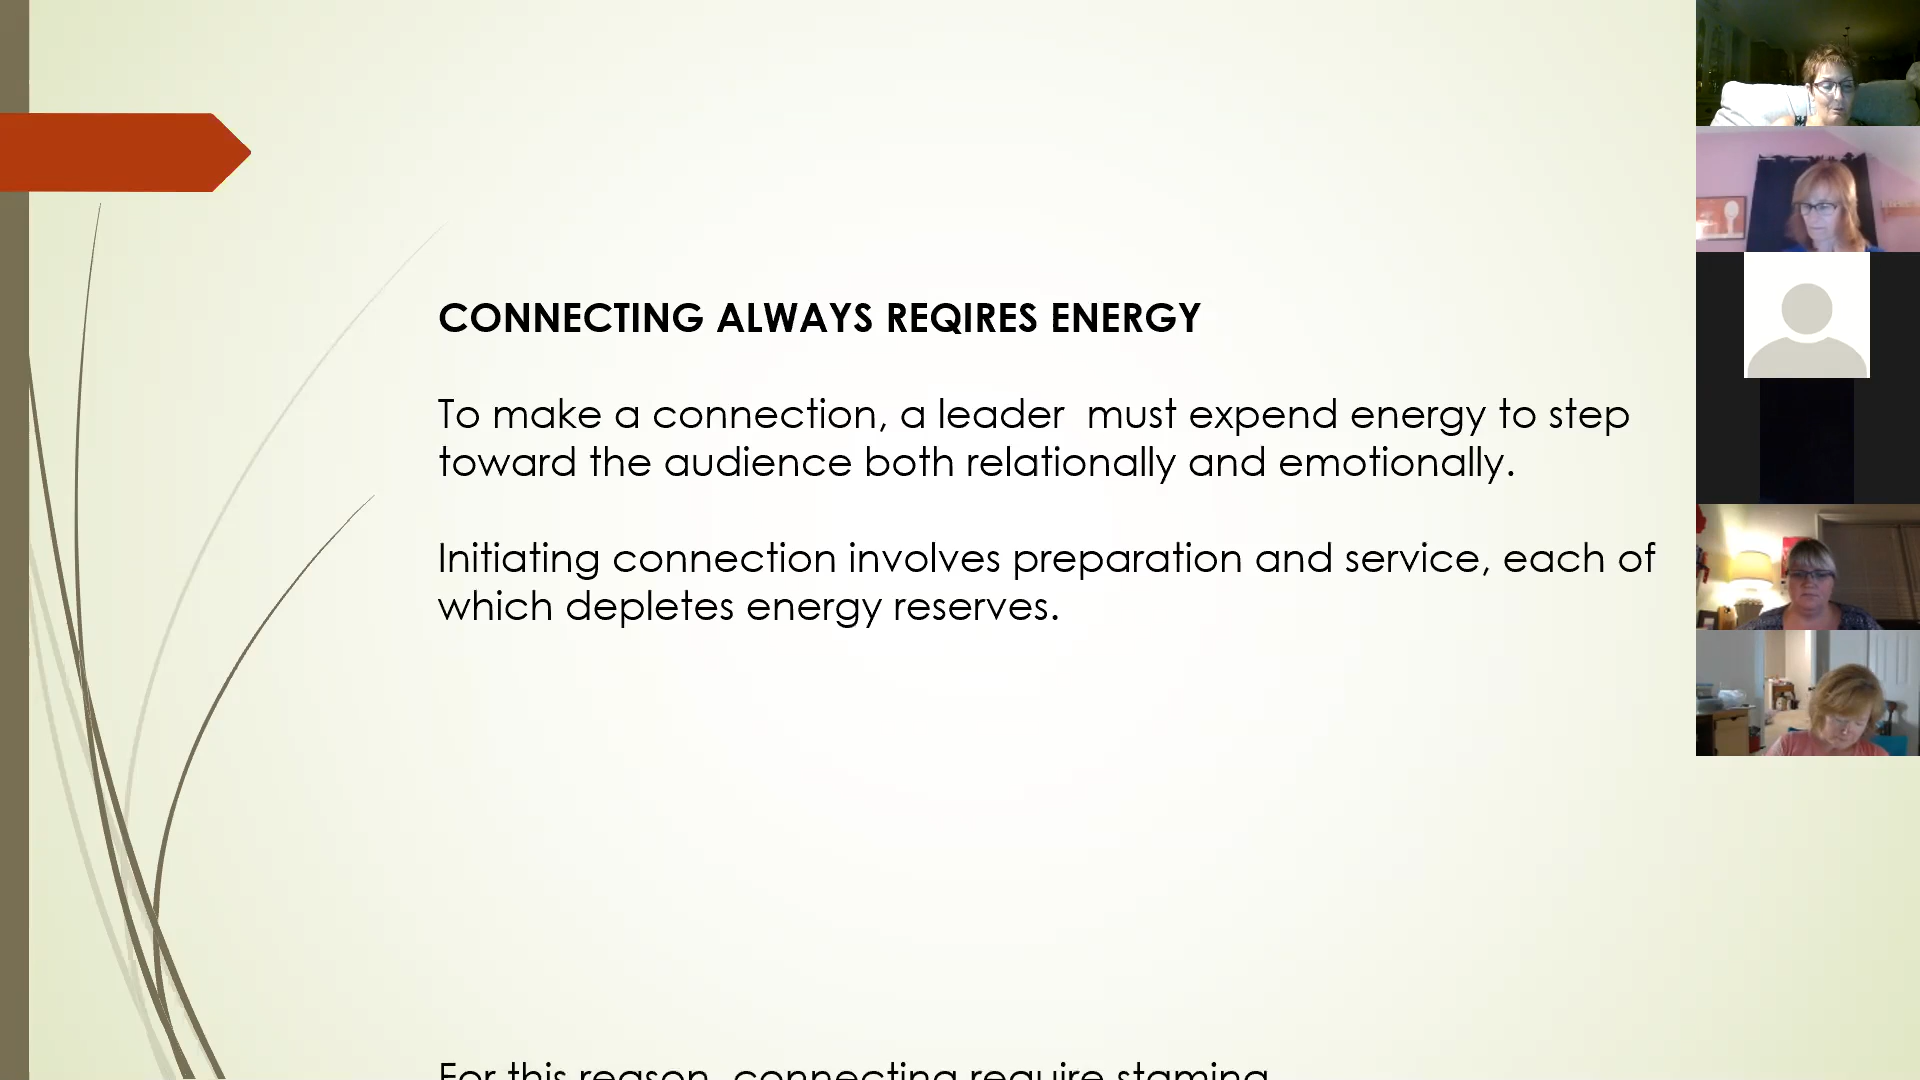 CONNECTING ALWAYS REQIRES ENERGY
To make a connection, a leader  must expend energy to step
toward the audience both relationally and emotionally.
Initiating connection involves preparation and service, each of
which depletes energy reserves.
For this reason, connecting require stamina